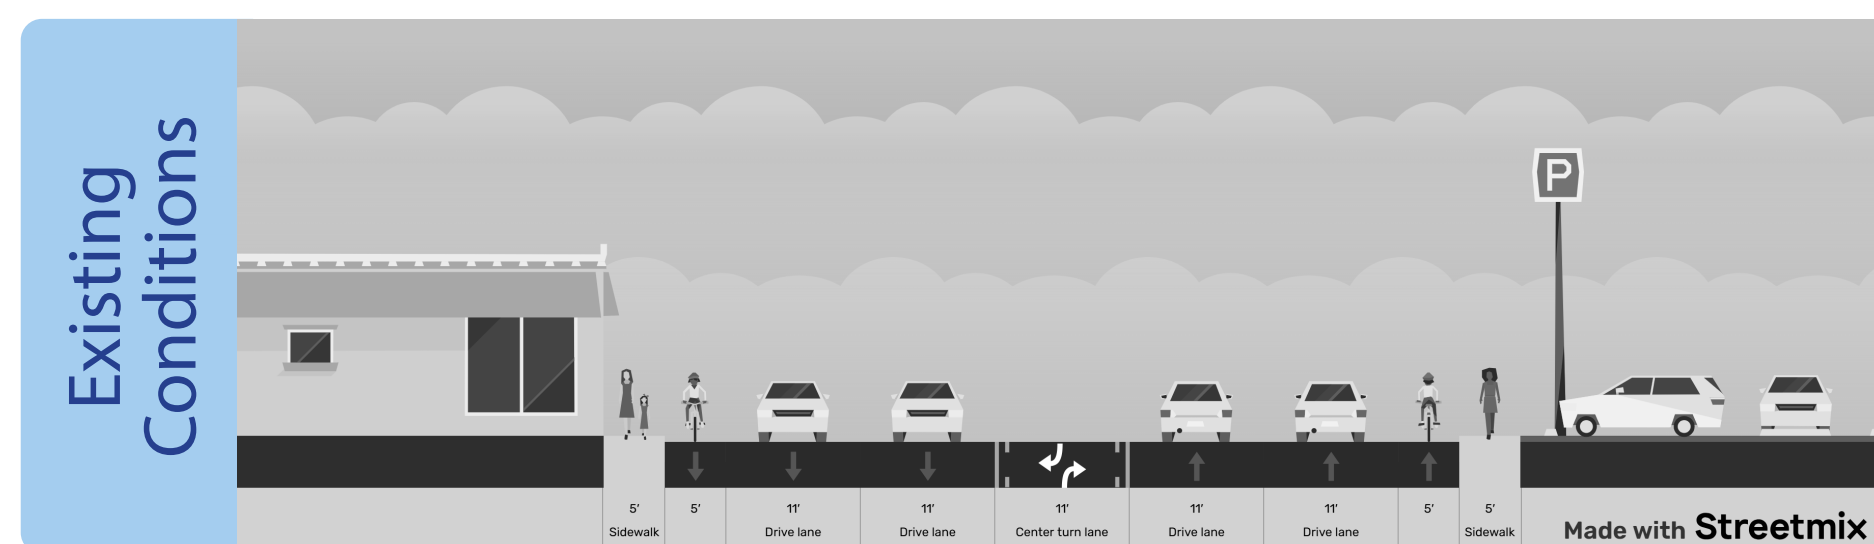 Existing
Conditions
P
5′ 5′ 11′ 11′ 11′ 11′ 11′ 5′ 5′
Sidewalk Drive lane Drive lane Center turn lane Drive lane Drive lane Sidewalk
Made with Streetmix